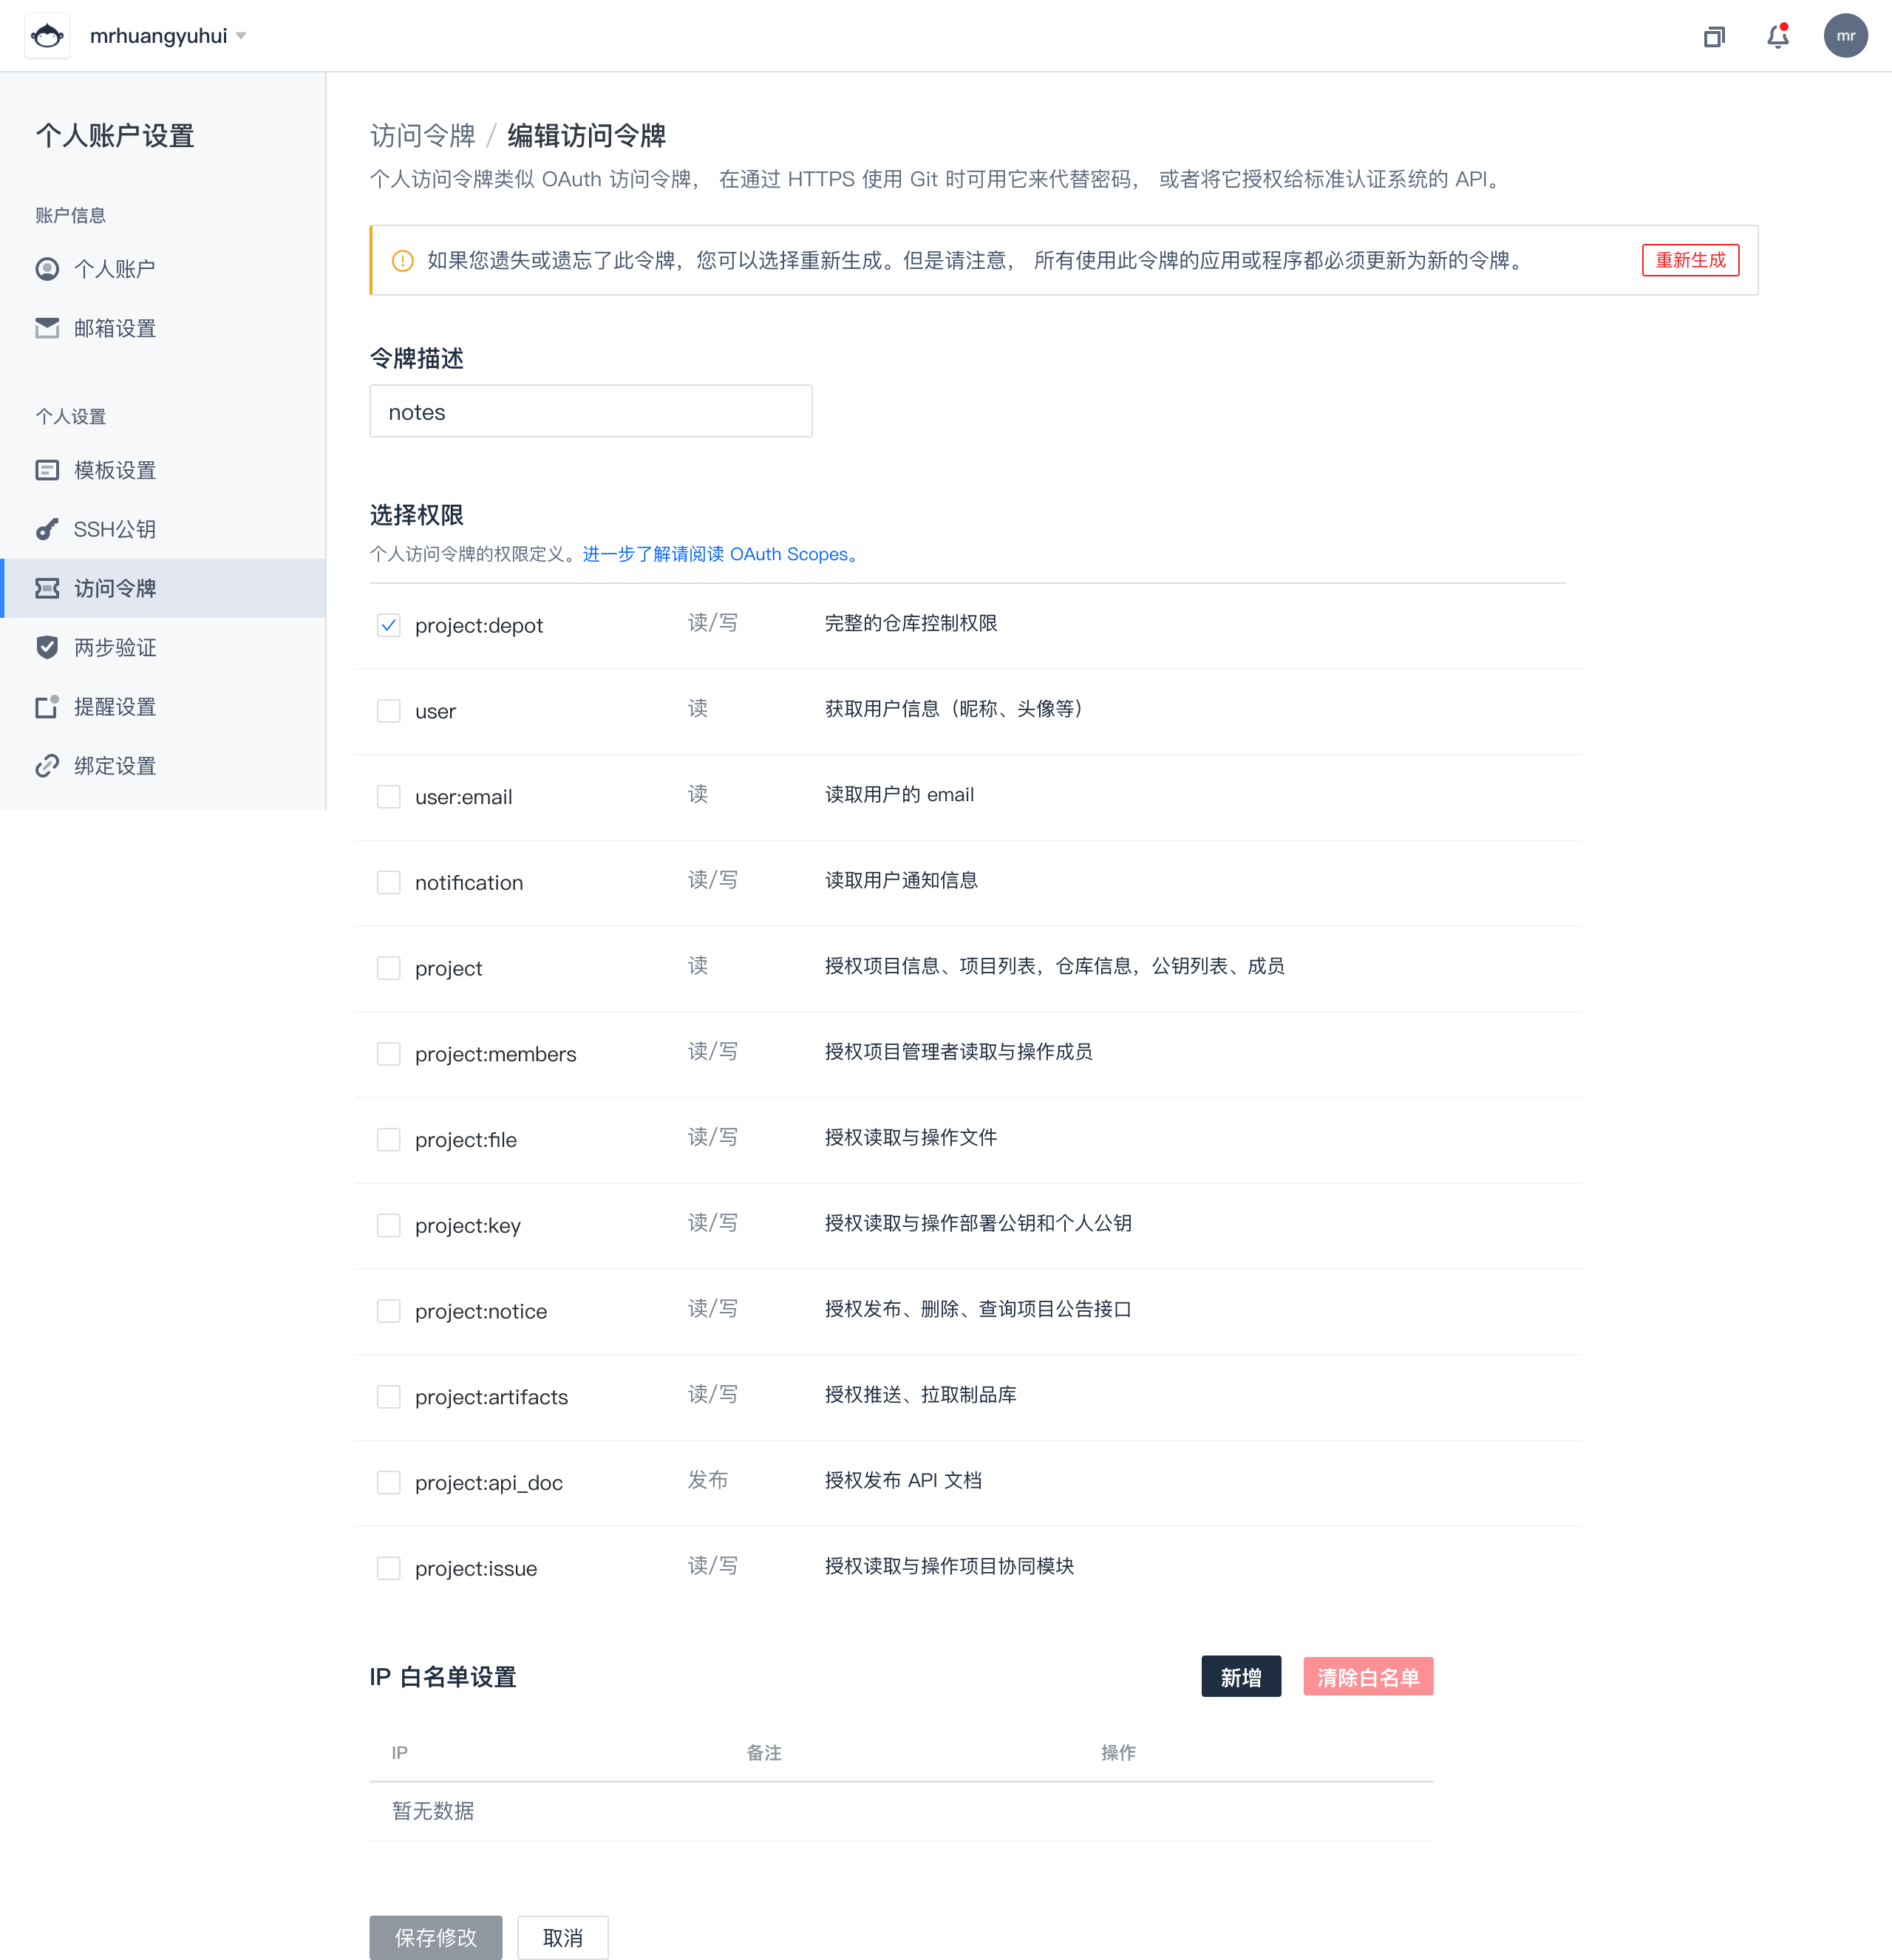 mrhuangyuhui
mr
个人账户设置
账户信息
个人账户
邮箱设置
个人设置
模板设置
SSH公钥
访问令牌
两步验证
提醒设置
绑定设置
访问令牌 / 编辑访问令牌
个人访问令牌类似 OAuth 访问令牌， 在通过 HTTPS 使用 Git 时可用它来代替密码， 或者将它授权给标准认证系统的 API。
如果您遗失或遗忘了此令牌，您可以选择重新生成。但是请注意， 所有使用此令牌的应用或程序都必须更新为新的令牌。 重新生成
令牌描述
notes
选择权限
个人访问令牌的权限定义。进一步了解请阅读 OAuth Scopes。
project:depot 读/写 完整的仓库控制权限
user 读 获取用户信息（昵称、头像等）
user:email 读 读取用户的 email
notification 读/写 读取用户通知信息
project 读 授权项目信息、项目列表，仓库信息，公钥列表、成员
project:members 读/写 授权项目管理者读取与操作成员
project:file 读/写 授权读取与操作文件
project:key 读/写 授权读取与操作部署公钥和个人公钥
project:notice 读/写 授权发布、删除、查询项目公告接口
project:artifacts 读/写 授权推送、拉取制品库
project:api_doc 发布 授权发布 API 文档
project:issue 读/写 授权读取与操作项目协同模块
IP 白名单设置 新增 清除白名单
IP 备注 操作
暂无数据
保存修改 取消